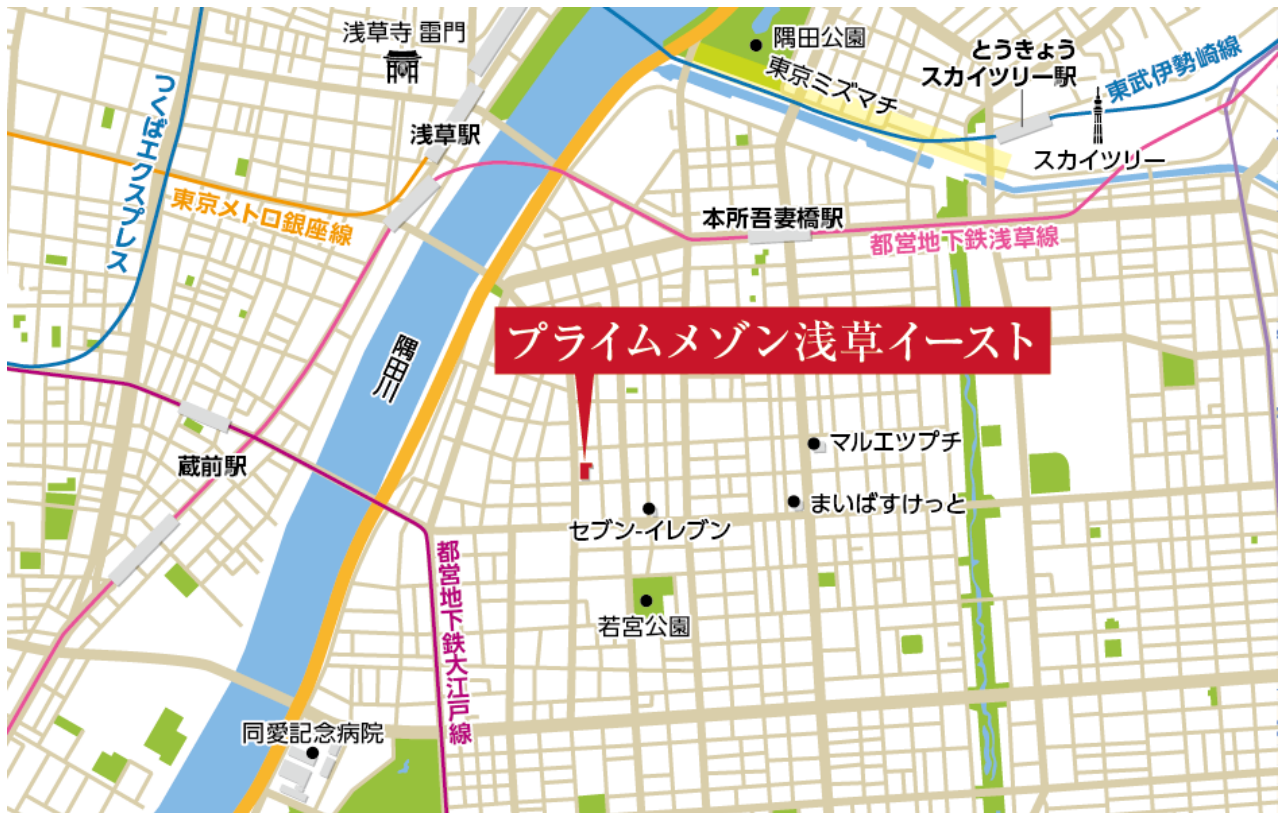 浅草寺 雷門
隅田公園
とうきょう
スカイツリー駅
東武伊勢崎線
東京ミズマチ
つくばエクスプレス
浅草駅
スカイツリー
東京メトロ銀座線
本所吾妻橋駅
都営地下鉄浅草線
プライムメゾン浅草イースト
隅田川
マルエツプチ
蔵前駅
まいばすけっと
セブン-イレブン
都営地下鉄大江戸線
若宮公園
同愛記念病院